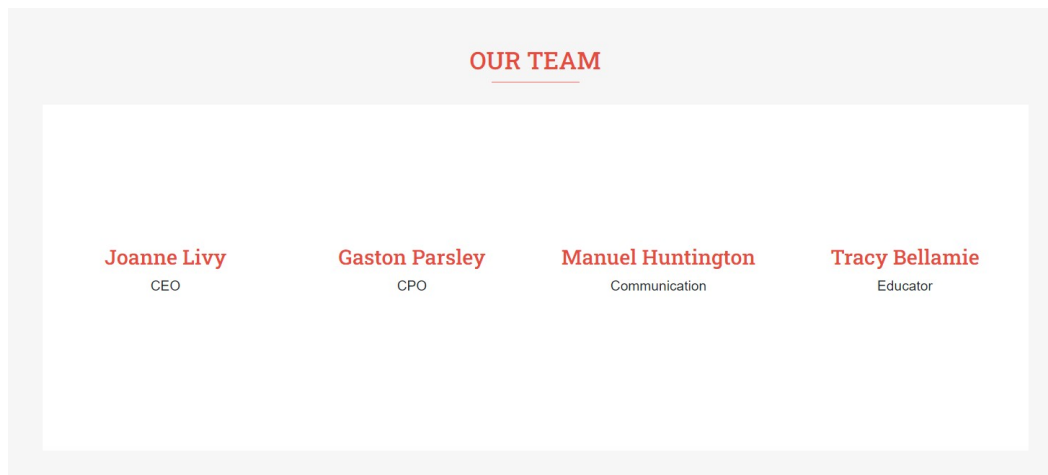 OUR TEAM
Joanne Livy
CEO
Gaston Parsley
CPO
Manuel Huntington
Communication
Tracy Bellamie
Educator